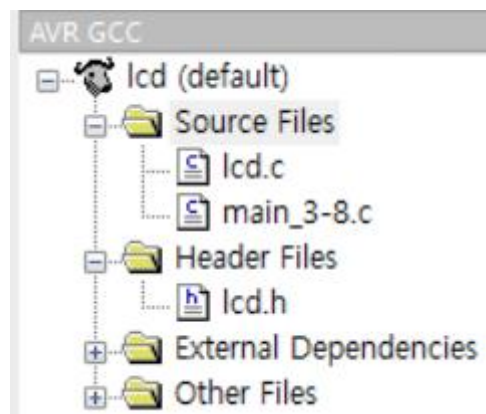 AVR GCC
lcd (default)
Source Files
lcd.c
main_3-8.c
Header Files
lcd.h
External Dependencies
Other Files